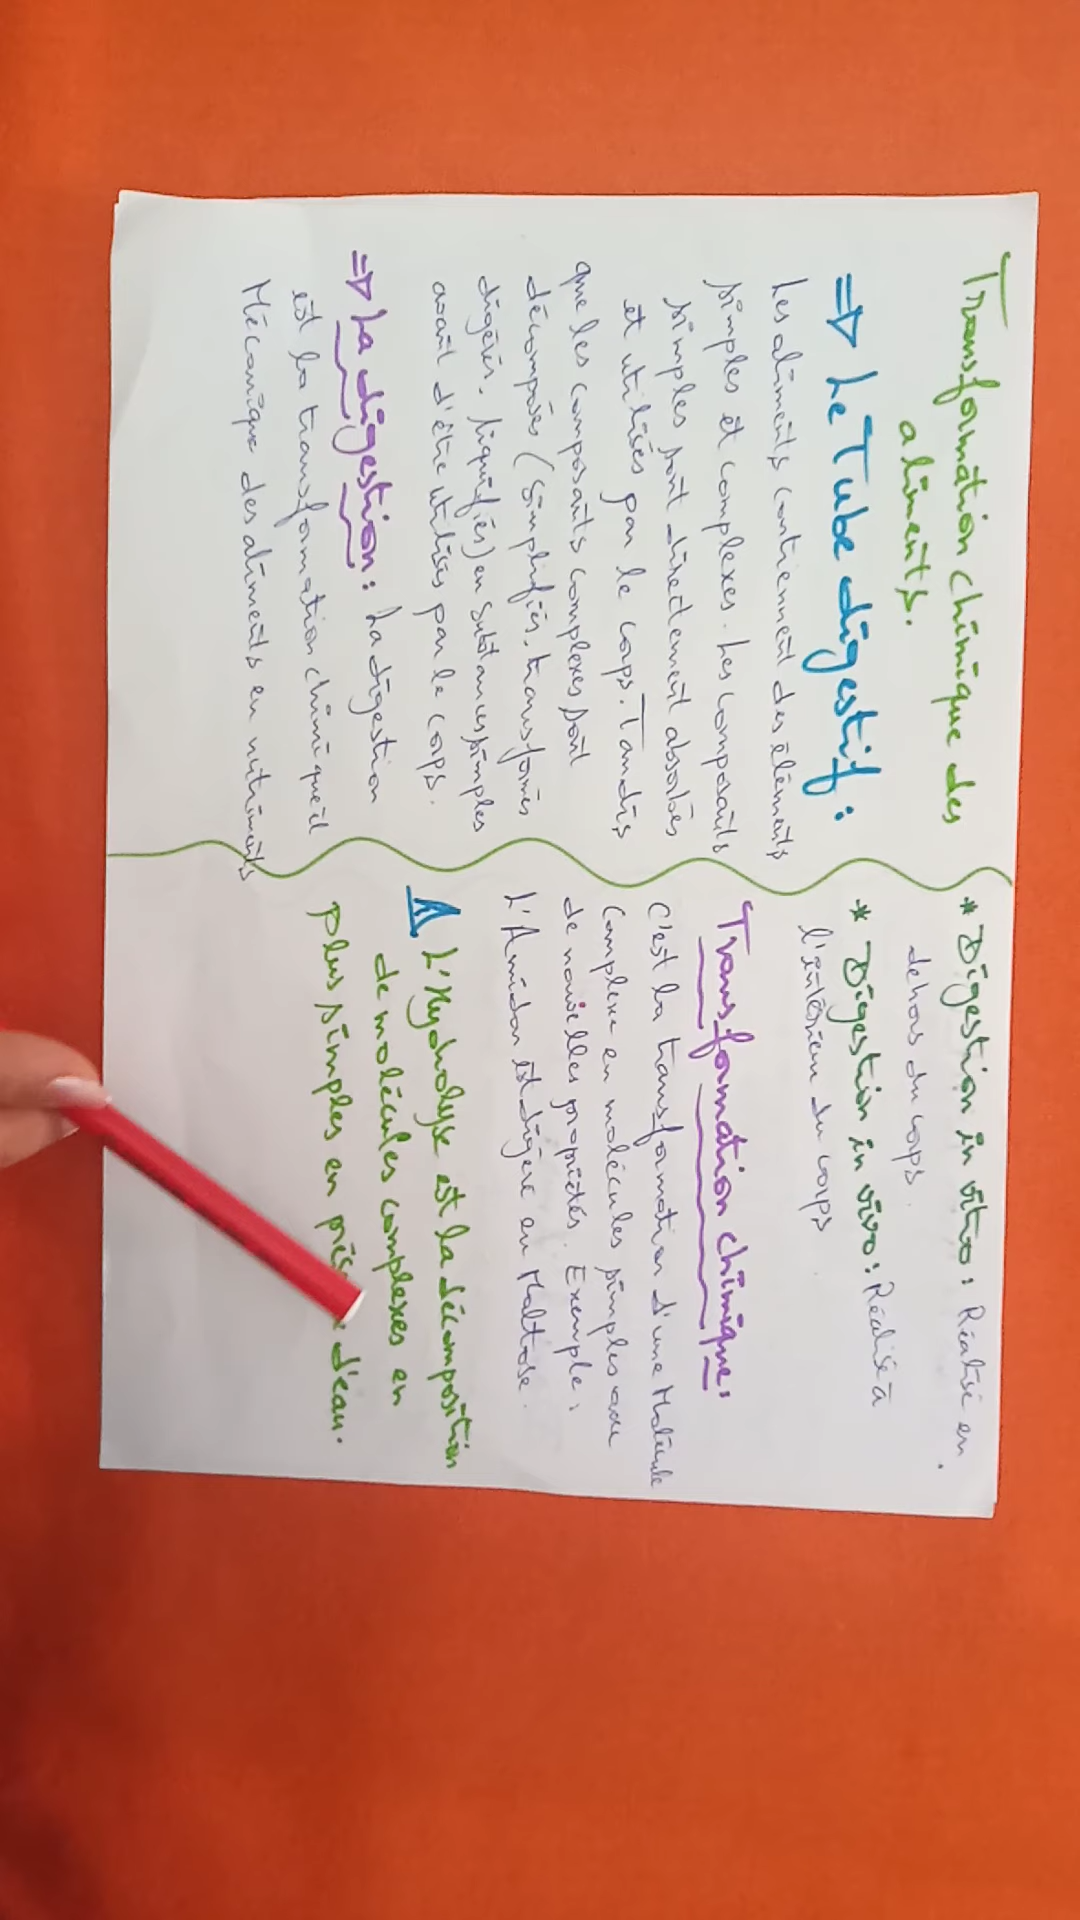 Transformation chimique des
aliments.
=> Le Tube digestif :
Les aliments contiennent des éléments
simples et complexes. Les composants
simples sont directement absorbés
et utilisés par le corps. Tandis
que les composants complexes sont
décomposés (simplifiés, transformés
digérés, liquifiés) en substances simples
avant d'être utilisés par le corps.
=> La digestion : La digestion
est la transformation chimique et
Mécanique des aliments en nutriments
* Digestion in vitro : Réalisé en
dehors du corps.
* Digestion in vivo : Réalisé à
l'intérieur du corps
Transformation chimique :
C'est la transformation d'une Molécule
Complexe en molécules simples avec
de nouvelles propriétés. Exemple :
L'Amidon est digéré en Maltose.
L'Hydrolyse est la décomposition
de molécules complexes en
plus simples en d'eau.